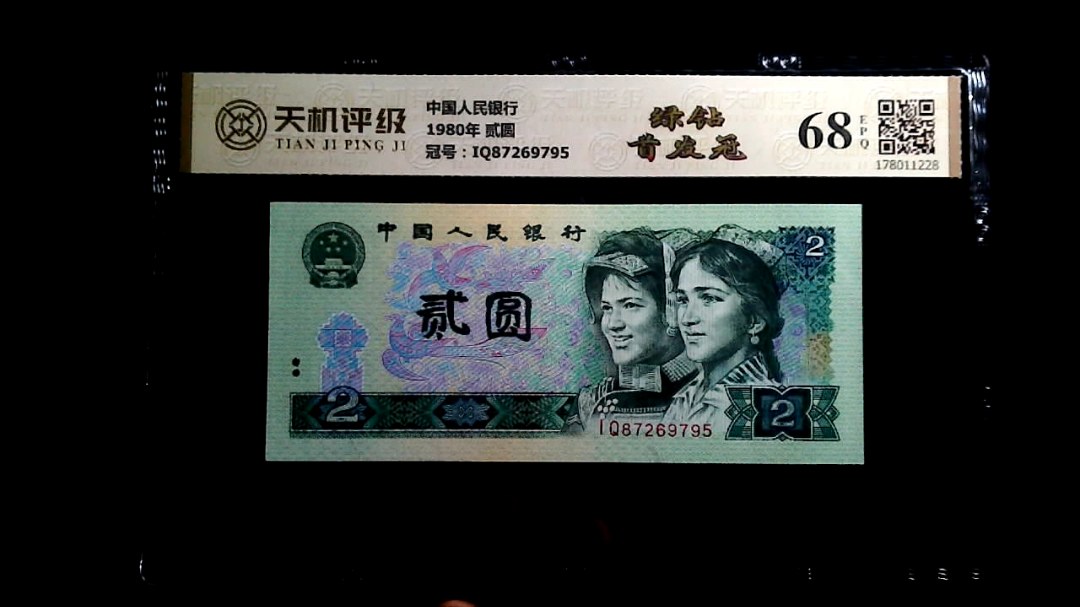 天机评级
TIAN JI PING JI
中国人民银行
1980年 贰圆
冠号：IQ87269795
绿钻
首发冠
68
EPQ
178011228
中国人民银行
2
贰圆
2
IQ87269795
2